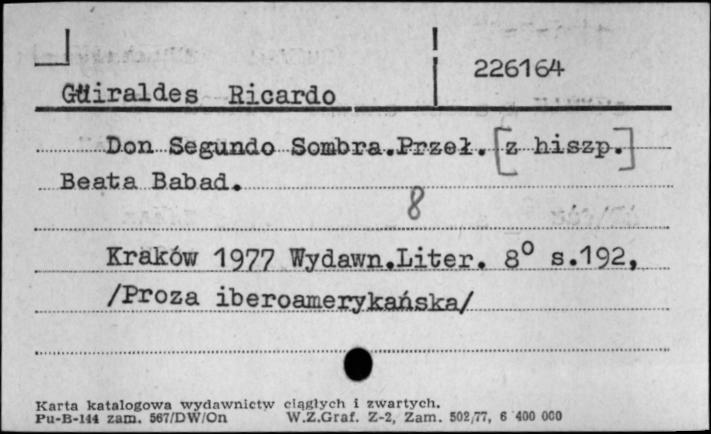 226164
Güiraldes Ricardo
Don Segundo Sombra.Przeł. [z hiszp.]
Beata Babad.
8
Kraków 1977 Wydawn.Liter. 8° s.192,
/Proza iberoamerykańska/
Karta katalogowa wydawnictw ciągłych i zwartych.
Pu-B-144 zam. 567/DW/On W.Z.Graf. Z-2, Zam. 502/77, 6 400 000